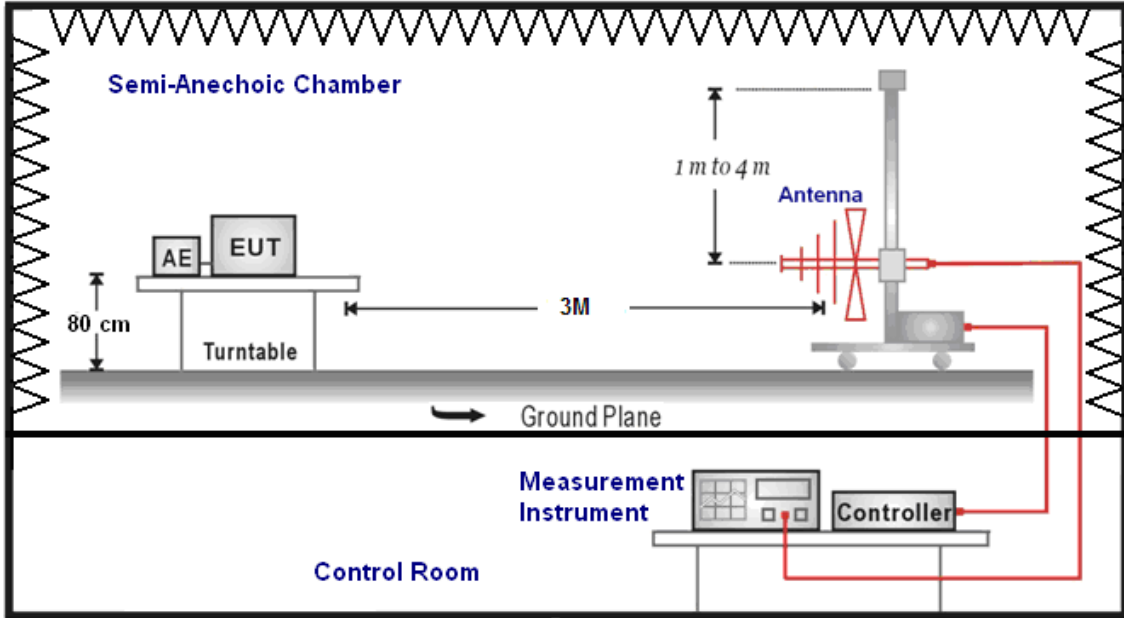 Semi-Anechoic Chamber
1 m to 4 m
Antenna
AE
EUT
80 cm
3M
Turntable
Ground Plane
Measurement
Instrument
Controller
Control Room